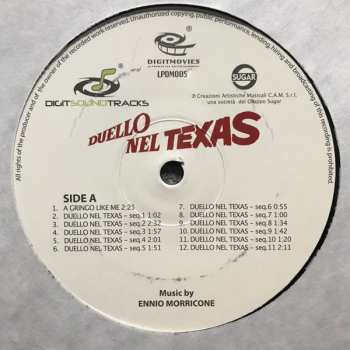 All rights of the producer and of the owner of the recorded work reserved. Unauthorized copying, public performance, lending, hiring and broadcasting of this recording is prohibited.
DIGITMOVIES
LPDM005
DIGITSOUNDTRACKS
SUGAR
Creazioni Artistiche Musicali C.A.M. S.r.l.
una società del Gruppo Sugar
DUELLO
NEL TEXAS
SIDE A
1. A GRINGO LIKE ME 2:23
2. DUELLO NEL TEXAS – seq.1 1:02
3. DUELLO NEL TEXAS – seq.2 2:32
4. DUELLO NEL TEXAS – seq.3 1:57
5. DUELLO NEL TEXAS – seq.4 2:01
6. DUELLO NEL TEXAS – seq.5 1:51
7. DUELLO NEL TEXAS – seq.6 0:55
8. DUELLO NEL TEXAS – seq.7 1:00
9. DUELLO NEL TEXAS – seq.8 1:34
10. DUELLO NEL TEXAS – seq.9 1:42
11. DUELLO NEL TEXAS – seq.10 1:20
12. DUELLO NEL TEXAS – seq.11 2:11
Music by
ENNIO MORRICONE